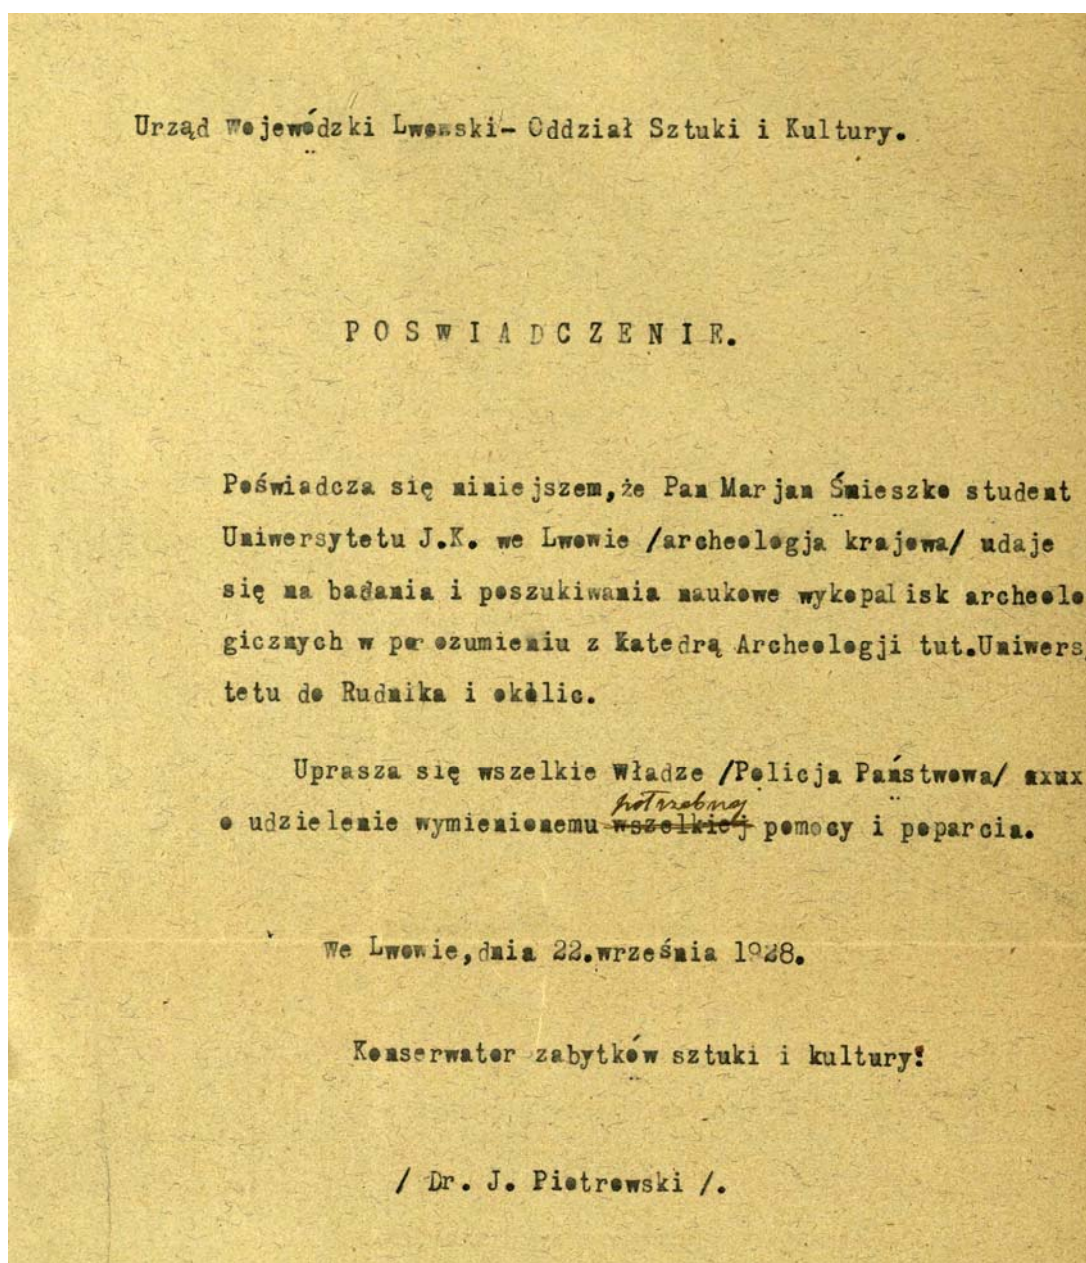 Urząd Wojewódzki Lwowski- Oddział Sztuki i Kultury.
POSWIADCZENIE.
Poświadcza się niniejszem,że Pan Marjan Śmieszko student
Uniwersytetu J.K. we Lwowie /archeologja krajowa/ udaje
się na badania i poszukiwania naukowe wykopalisk archeolo
gicznych w porozumieniu z Katedrą Archeologji tut.Uniwersy
tetu do Rudnika i okolic.
Uprasza się wszelkie Władze /Policja Państwowa/ axux
potrzebnej
o udzielenie wymienionemu wszelkiej pomocy i poparcia.
We Lwowie,dnia 22.września 1928.
Konserwator zabytków sztuki i kultury:
/ Dr. J. Piotrowski /.